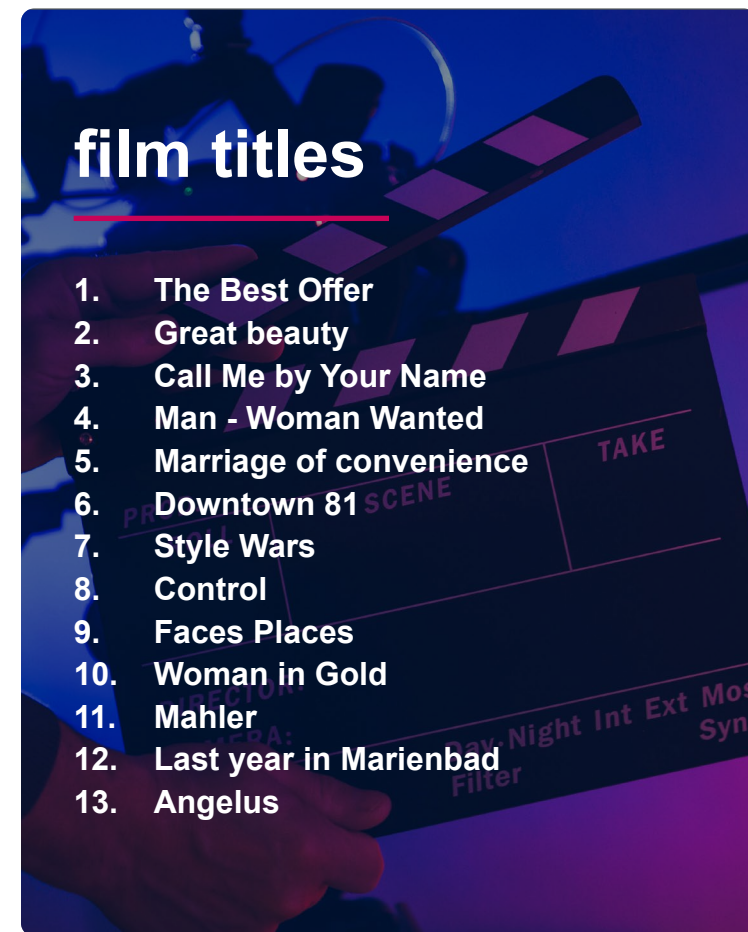 film titles
1. The Best Offer
2. Great beauty
3. Call Me by Your Name
4. Man - Woman Wanted
5. Marriage of convenience
6. Downtown 81
7. Style Wars
8. Control
9. Faces Places
10. Woman in Gold
11. Mahler
12. Last year in Marienbad
13. Angelus
TAKE
SCENE
DIRECTOR:
Day·Night Int Ext
Filter